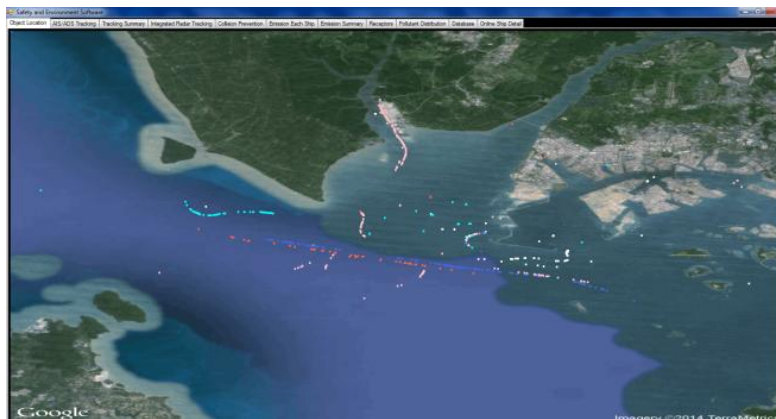 Safety and Environment Software
Object Location AIS/ADS Tracking Tracking Summary Integrated Radar Tracking Collision Prevention Emission Each Ship Emission Summary Receptors Pollutant Distribution Database Online Ship Detail
Google
Imagery ©2014 TerraMetrics